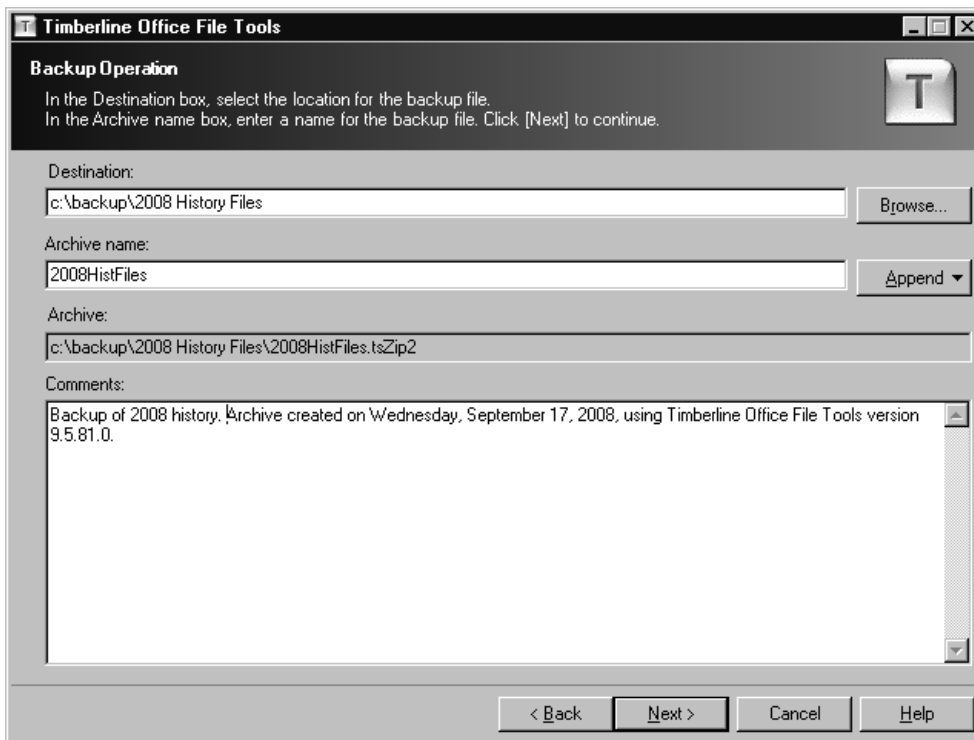 T Timberline Office File Tools
Backup Operation
In the Destination box, select the location for the backup file.
In the Archive name box, enter a name for the backup file. Click [Next] to continue.
T
Destination:
c:\backup\2008 History Files
Browse...
Archive name:
2008HistFiles
Append
Archive:
c:\backup\2008 History Files\2008HistFiles.tsZip2
Comments:
Backup of 2008 history. Archive created on Wednesday, September 17, 2008, using Timberline Office File Tools version
9.5.81.0.
< Back Next > Cancel Help